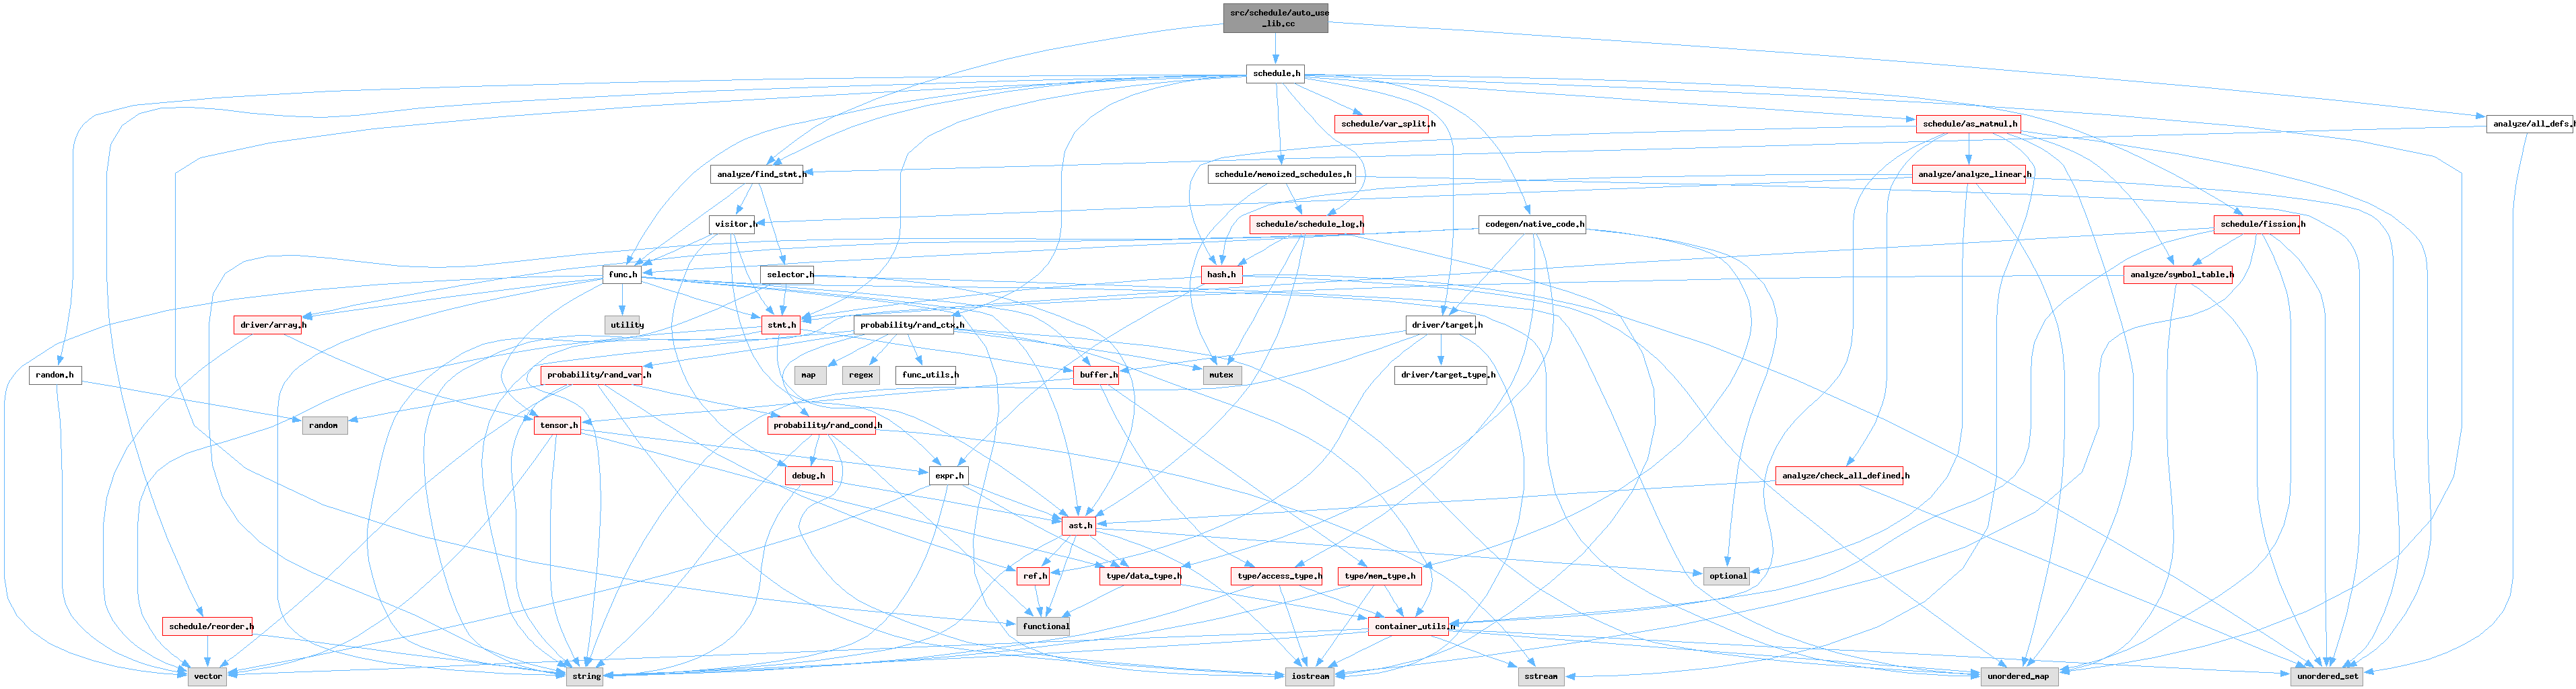 src/schedule/auto_use
_lib.cc
schedule.h
schedule/var_split.h
schedule/as_matmul.h
analyze/all_defs.h
analyze/find_stmt.h
schedule/memoized_schedules.h
analyze/analyze_linear.h
visitor.h
schedule/schedule_log.h
codegen/native_code.h
schedule/fission.h
func.h
selector.h
hash.h
analyze/symbol_table.h
driver/array.h
utility
stmt.h
probability/rand_ctx.h
driver/target.h
random.h
probability/rand_var.h
map
regex
func_utils.h
buffer.h
mutex
driver/target_type.h
random
tensor.h
probability/rand_cond.h
debug.h
expr.h
analyze/check_all_defined.h
ast.h
ref.h
type/data_type.h
type/access_type.h
type/mem_type.h
optional
schedule/reorder.h
functional
container_utils.h
vector
string
iostream
sstream
unordered_map
unordered_set